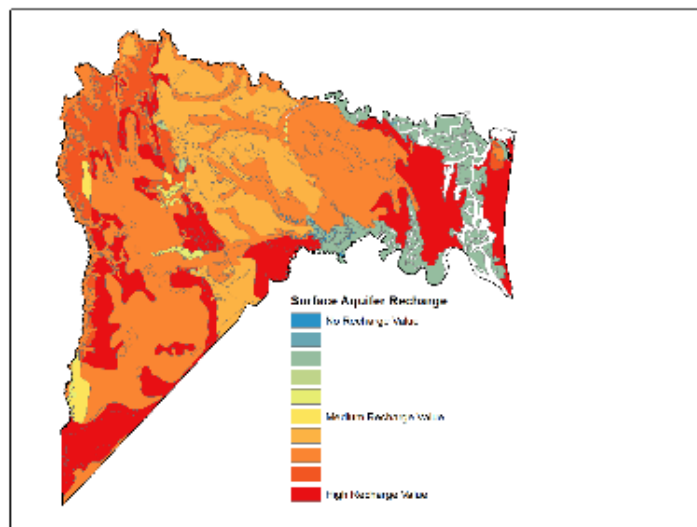 Surface Aquifer Recharge
No Recharge Value
Medium Recharge Value
High Recharge Value